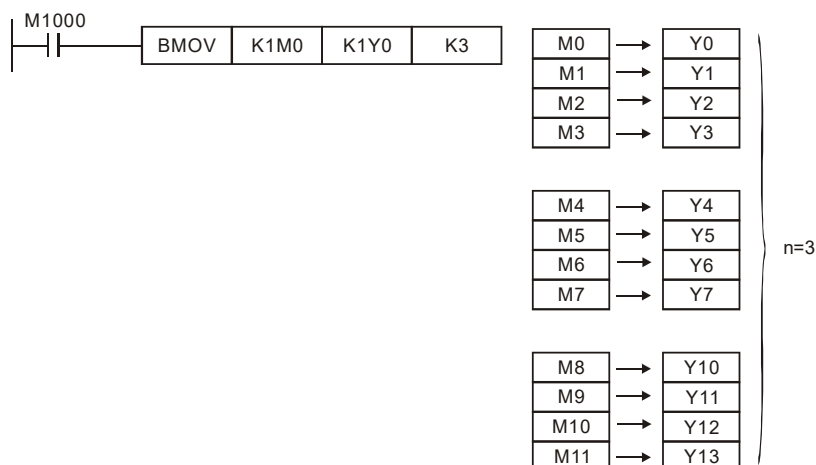 M1000
BMOV K1M0 K1Y0 K3
M0 Y0
M1 Y1
M2 Y2
M3 Y3
M4 Y4
M5 Y5
M6 Y6
M7 Y7
n=3
M8 Y10
M9 Y11
M10 Y12
M11 Y13